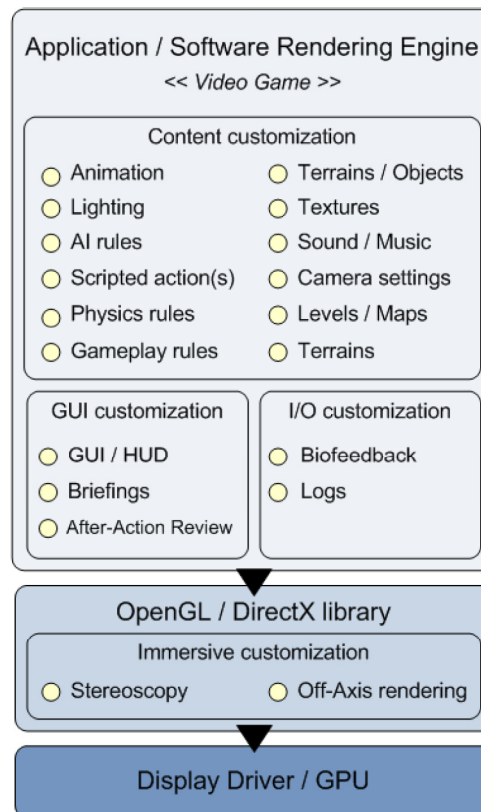 Application / Software Rendering Engine
<< Video Game >>
Content customization
Animation
Lighting
AI rules
Scripted action(s)
Physics rules
Gameplay rules
Terrains / Objects
Textures
Sound / Music
Camera settings
Levels / Maps
Terrains
GUI customization
GUI / HUD
Briefings
After-Action Review
I/O customization
Biofeedback
Logs
OpenGL / DirectX library
Immersive customization
Stereoscopy
Off-Axis rendering
Display Driver / GPU